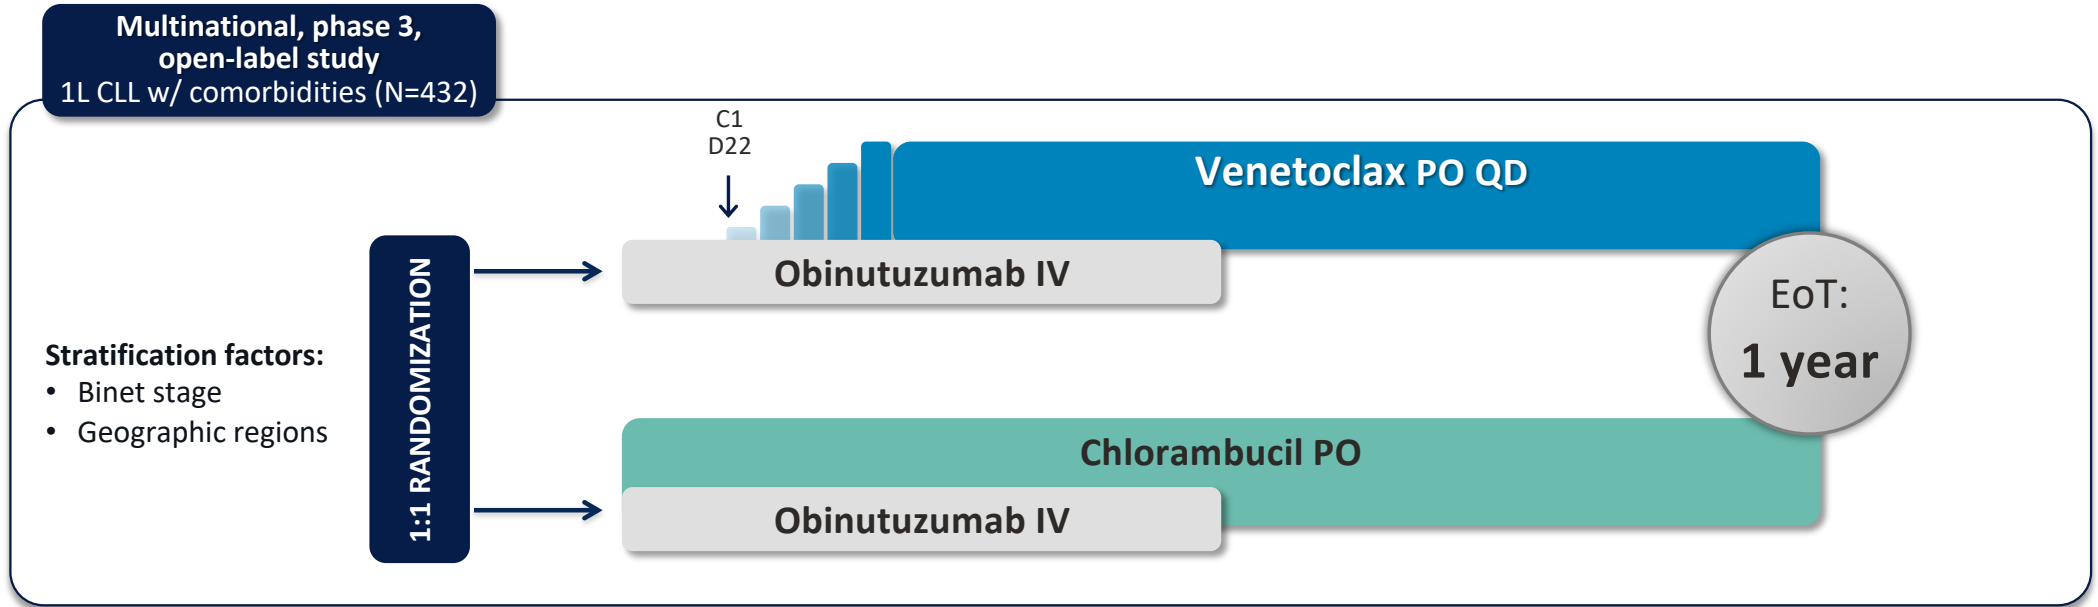 Multinational, phase 3,
open-label study
1L CLL w/ comorbidities (N=432)
C1
D22
Venetoclax PO QD
Obinutuzumab IV
1:1 RANDOMIZATION
Stratification factors:
• Binet stage
• Geographic regions
EoT:
1 year
Chlorambucil PO
Obinutuzumab IV